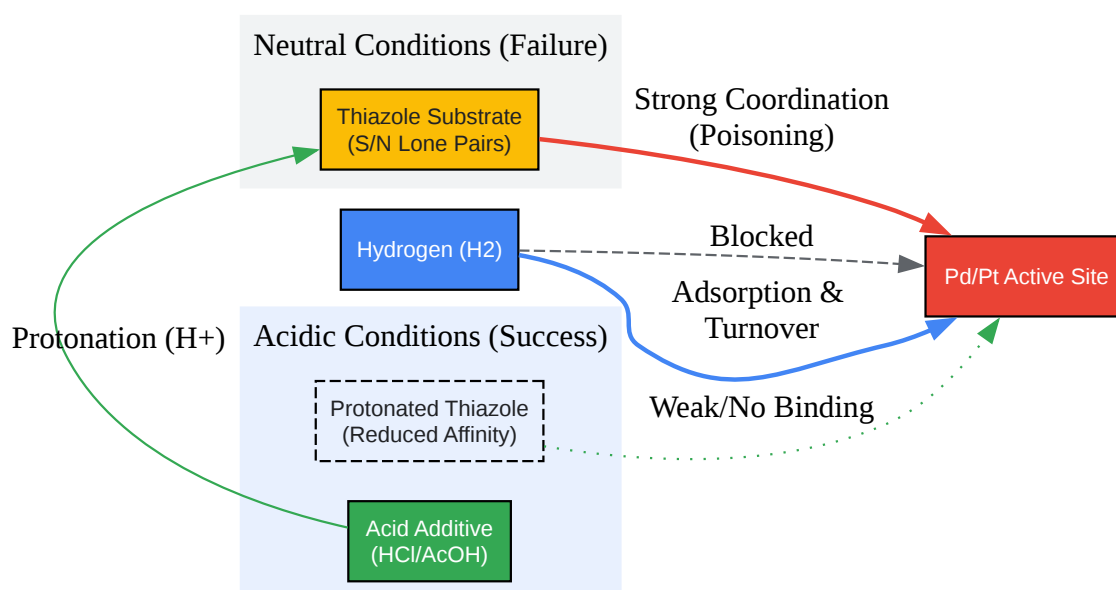 Neutral Conditions (Failure)
Thiazole Substrate
(S/N Lone Pairs)
Strong Coordination
(Poisoning)
Hydrogen (H2)
Blocked
Pd/Pt Active Site
Adsorption &
Turnover
Protonation (H+)
Acidic Conditions (Success)
Protonated Thiazole
(Reduced Affinity)
Weak/No Binding
Acid Additive
(HCl/AcOH)